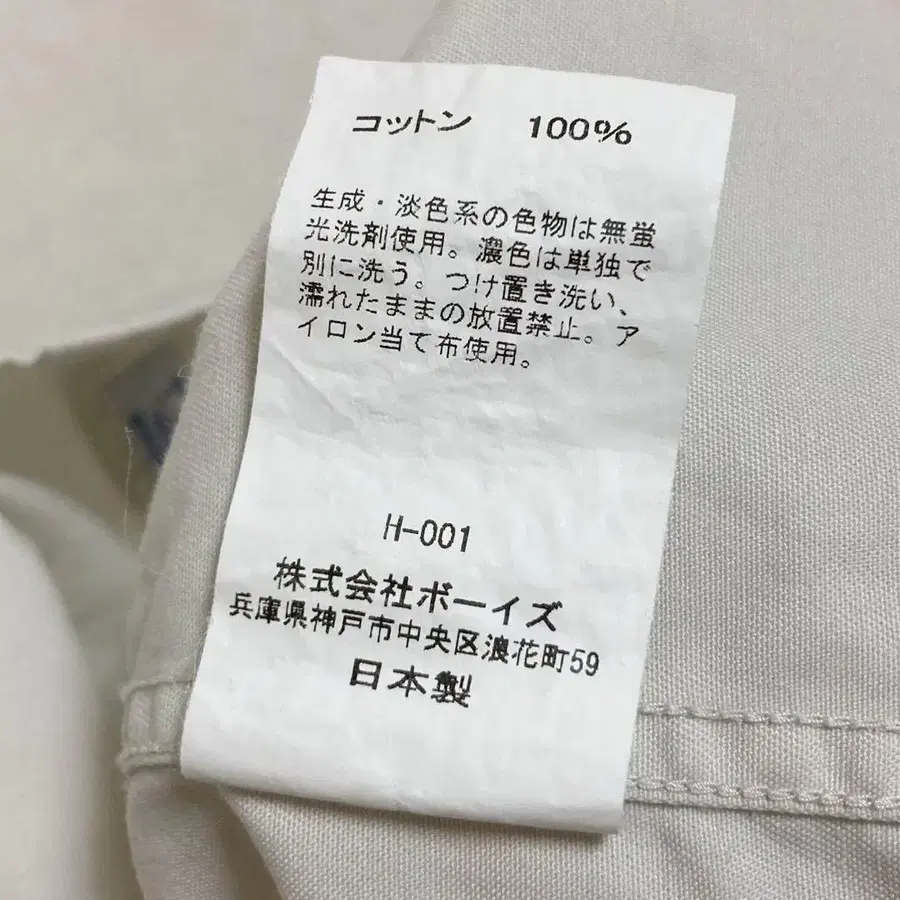 コットン 100%
生成・淡色系の色物は無蛍
光洗剤使用。濃色は単独で
別に洗う。つけ置き洗い、
濡れたままの放置禁止。ア
イロン当て布使用。
H-001
株式会社ボーイズ
兵庫県神戸市中央区浪花町59
日本製